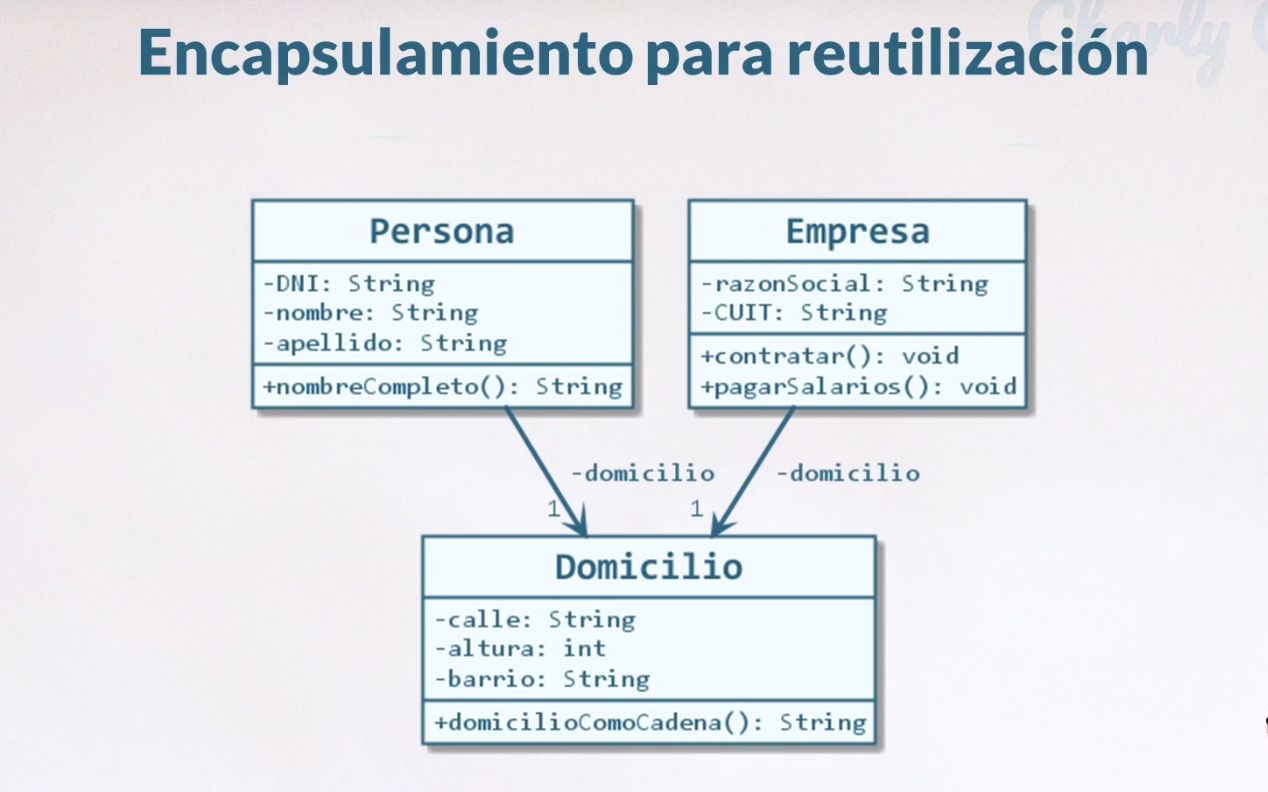 Encapsulamiento para reutilización
Persona
-DNI: String
-nombre: String
-apellido: String
+nombreCompleto(): String
Empresa
-razonSocial: String
-CUIT: String
+contratar(): void
+pagarSalarios(): void
-domicilio
1
-domicilio
1
Domicilio
-calle: String
-altura: int
-barrio: String
+domicilioComoCadena(): String
Charly